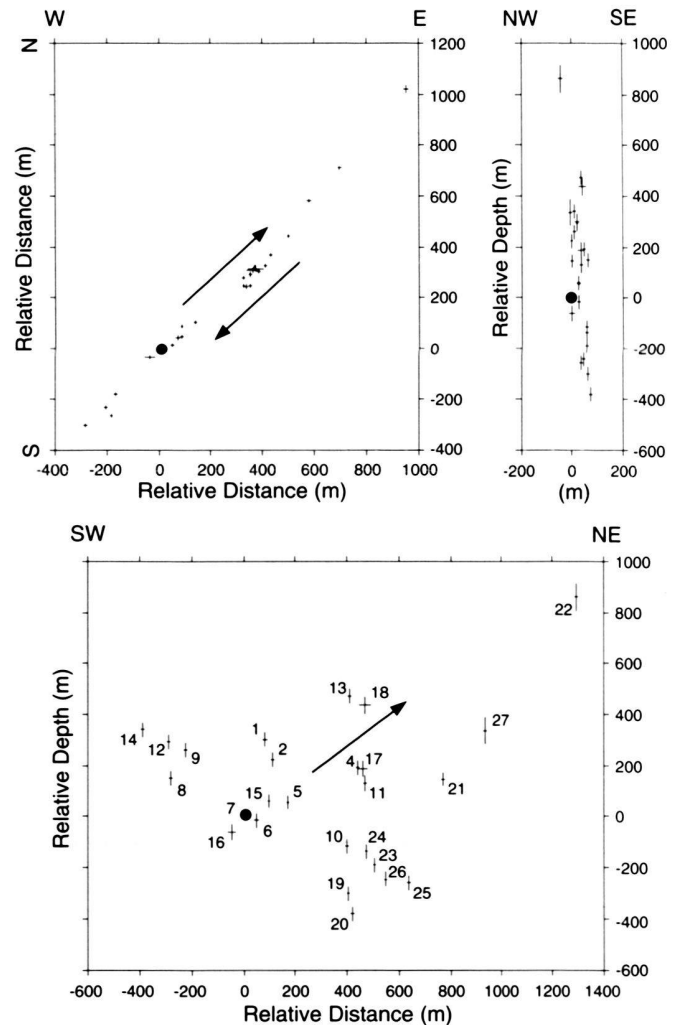 W E
N
1200
1000
800
600
400
200
0
-200
-400
S
Relative Distance (m)
-400 -200 0 200 400 600 800 1000
Relative Distance (m)
NW SE
1000
800
600
400
200
0
-200
-400
-600
Relative Depth (m)
-200 0 200
(m)
SW NE
1000
800
600
400
200
0
-200
-400
-600
Relative Depth (m)
22
13 18
27
1
14 12 9 2
4 17
8 11 21
15 5
7
6
16
10 24
23
26
19 25
20
-600 -400 -200 0 200 400 600 800 1000 1200 1400
Relative Distance (m)